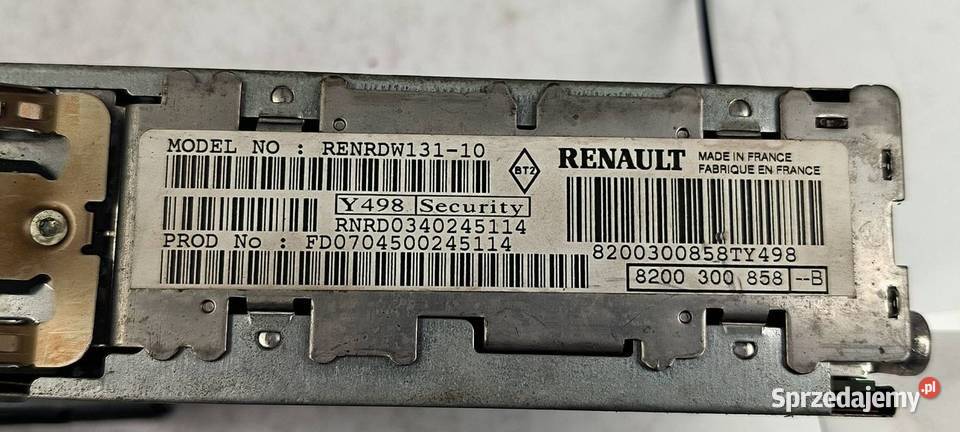 MODEL NO : RENRDW131-10
Y498 Security
RNRD0340245114
PROD No : FD0704500245114
BT2
RENAULT
MADE IN FRANCE
FABRIQUE EN FRANCE
8200300858TY498
8200 300 858 --B
Sprzedajemy.pl